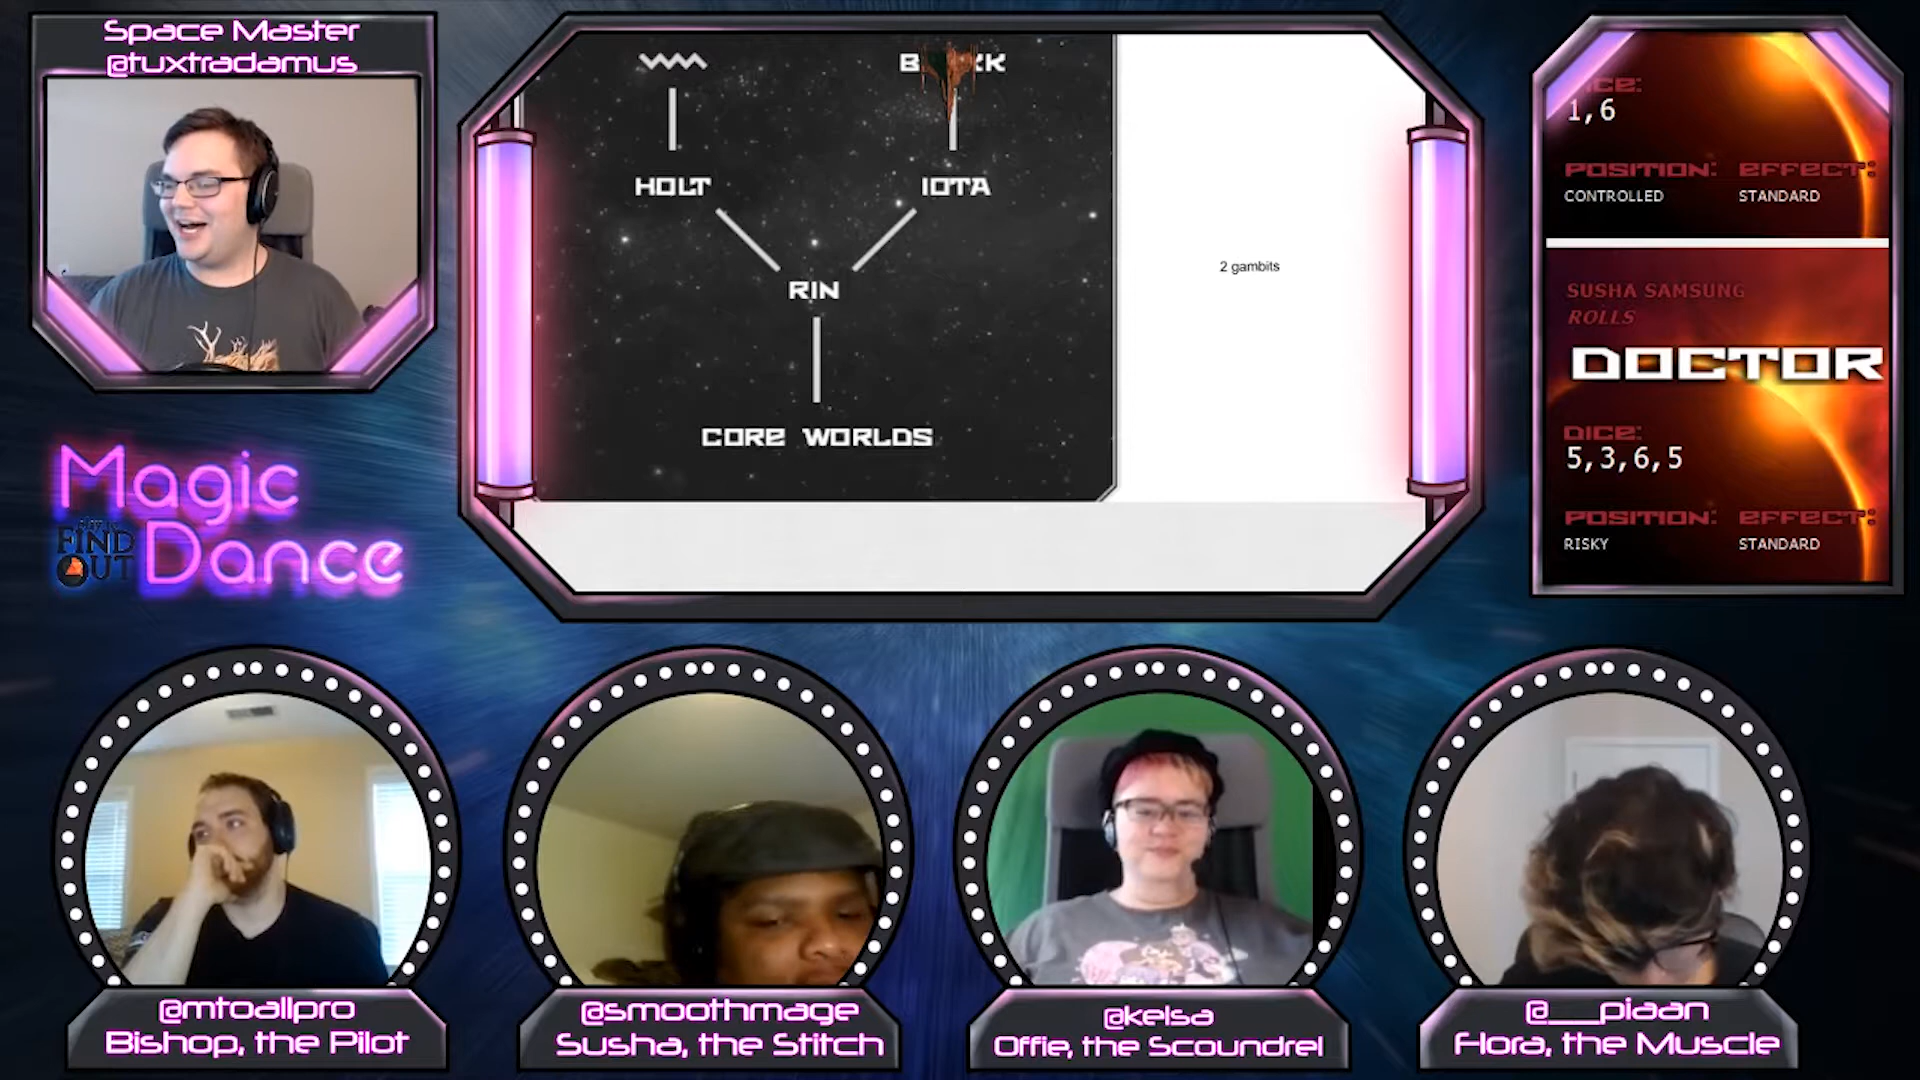 Space Master
@tuxtradamus
HOLT
IOTA
RIN
CORE WORLDS
2 gambits
1,6
POSITION: EFFECT:
CONTROLLED STANDARD
SUSHA SAMSUNG
ROLLS
DOCTOR
DICE:
5,3,6,5
POSITION: EFFECT:
RISKY STANDARD
Magic
Dance
FIND
OUT
@mtoallpro
Bishop, the Pilot
@smoothmage
Susha, the Stitch
@kelsa
Offie, the Scoundrel
@__piaan
Flora, the Muscle